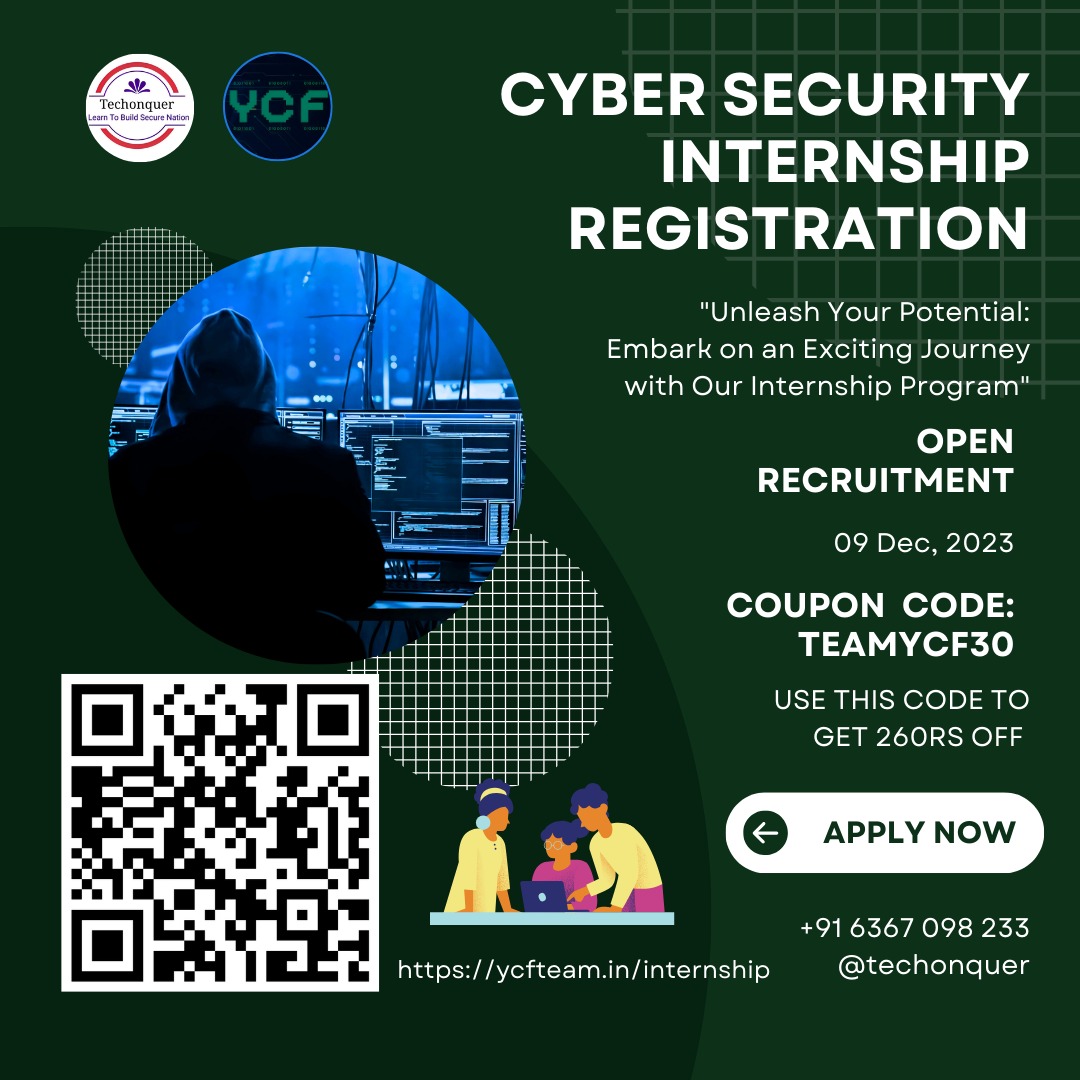 Techonquer
Learn To Build Secure Nation
YCF
CYBER SECURITY
INTERNSHIP
REGISTRATION
"Unleash Your Potential:
Embark on an Exciting Journey
with Our Internship Program"
OPEN
RECRUITMENT
09 Dec, 2023
COUPON CODE:
TEAMYCF30
USE THIS CODE TO
GET 260RS OFF
APPLY NOW
+91 6367 098 233
@techonquer
https://ycfteam.in/internship